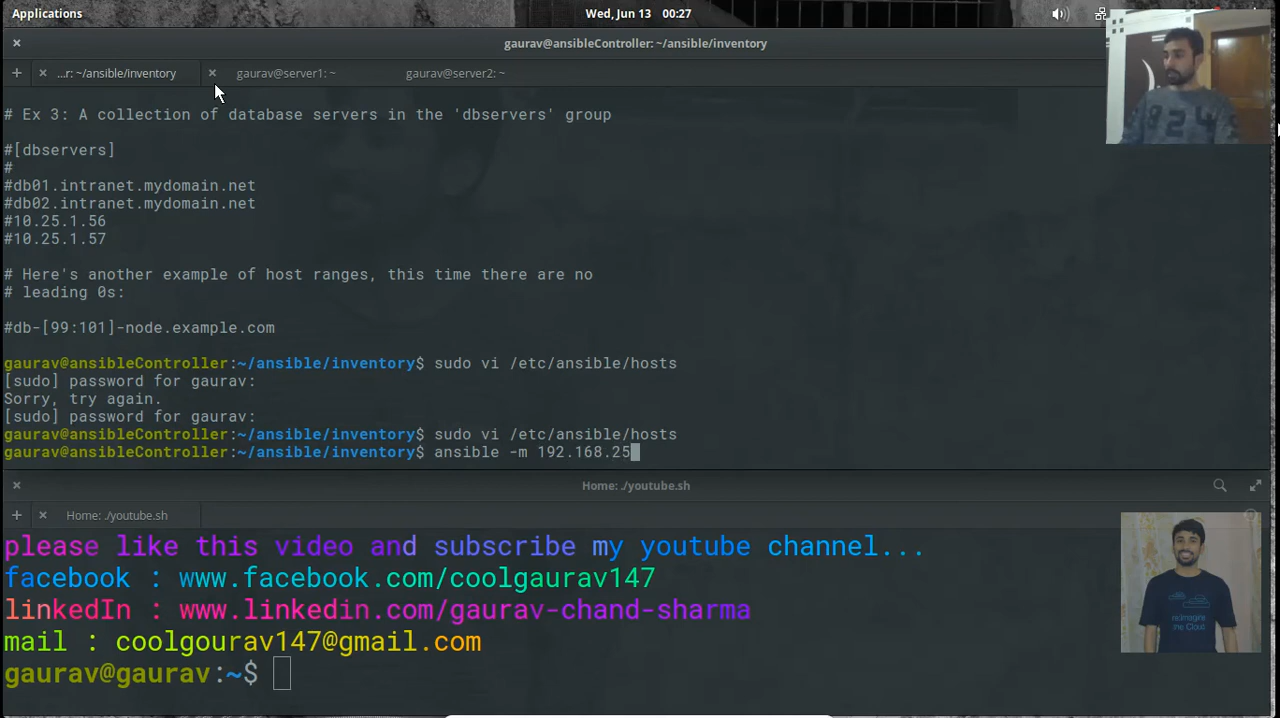 Applications
Wed, Jun 13 00:27
gaurav@ansibleController: ~/ansible/inventory
...r: ~/ansible/inventory
gaurav@server1: ~
gaurav@server2: ~
# Ex 3: A collection of database servers in the 'dbservers' group
#[dbservers]
#
#db01.intranet.mydomain.net
#db02.intranet.mydomain.net
#10.25.1.56
#10.25.1.57
# Here's another example of host ranges, this time there are no
# leading 0s:
#db-[99:101]-node.example.com
gaurav@ansibleController:~/ansible/inventory$ sudo vi /etc/ansible/hosts
[sudo] password for gaurav:
Sorry, try again.
[sudo] password for gaurav:
gaurav@ansibleController:~/ansible/inventory$ sudo vi /etc/ansible/hosts
gaurav@ansibleController:~/ansible/inventory$ ansible -m 192.168.25
Home: ./youtube.sh
Home: ./youtube.sh
please like this video and subscribe my youtube channel...
facebook : www.facebook.com/coolgaurav147
linkedIn : www.linkedin.com/gaurav-chand-sharma
mail : coolgourav147@gmail.com
gaurav@gaurav:~$